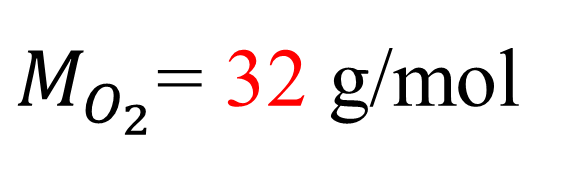 M_{O_2} = 32 g/mol